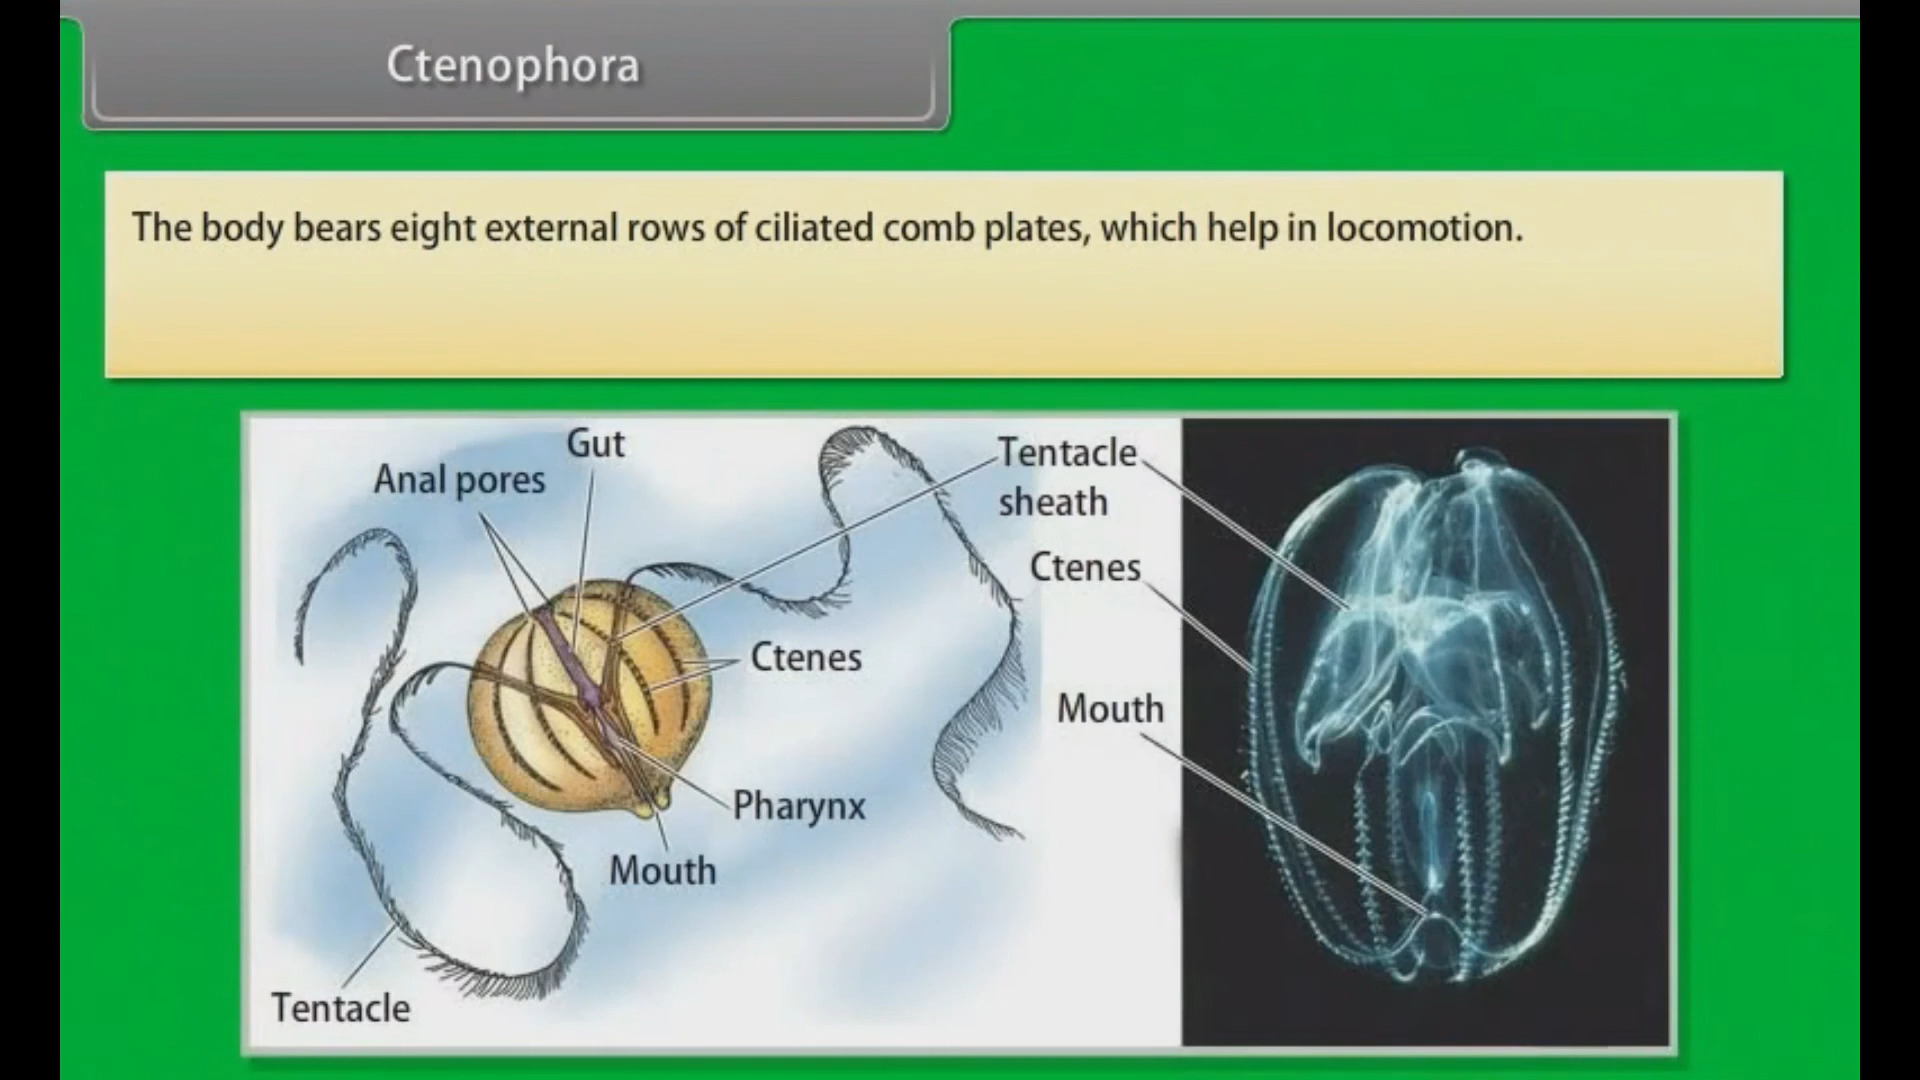 Ctenophora
The body bears eight external rows of ciliated comb plates, which help in locomotion.
Gut
Anal pores
Tentacle
sheath
Ctenes
Ctenes
Mouth
Pharynx
Mouth
Tentacle